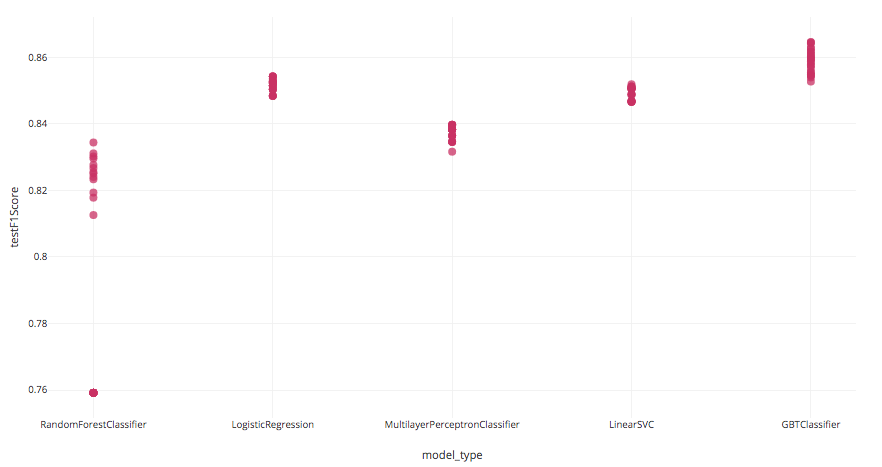 testF1Score
0.86
0.84
0.82
0.8
0.78
0.76
RandomForestClassifier LogisticRegression MultilayerPerceptronClassifier LinearSVC GBTClassifier
model_type